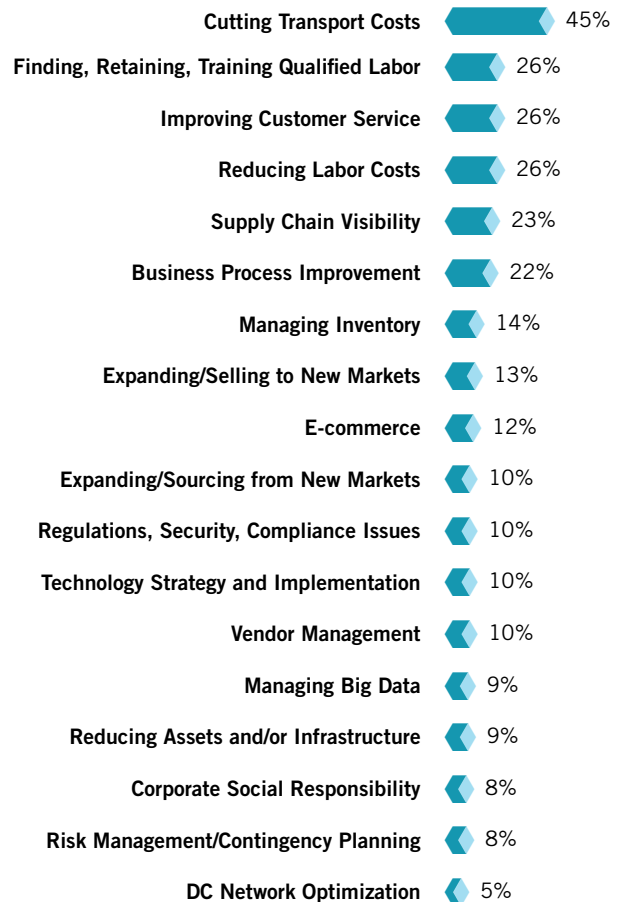 Cutting Transport Costs 45%
Finding, Retaining, Training Qualified Labor 26%
Improving Customer Service 26%
Reducing Labor Costs 26%
Supply Chain Visibility 23%
Business Process Improvement 22%
Managing Inventory 14%
Expanding/Selling to New Markets 13%
E-commerce 12%
Expanding/Sourcing from New Markets 10%
Regulations, Security, Compliance Issues 10%
Technology Strategy and Implementation 10%
Vendor Management 10%
Managing Big Data 9%
Reducing Assets and/or Infrastructure 9%
Corporate Social Responsibility 8%
Risk Management/Contingency Planning 8%
DC Network Optimization 5%